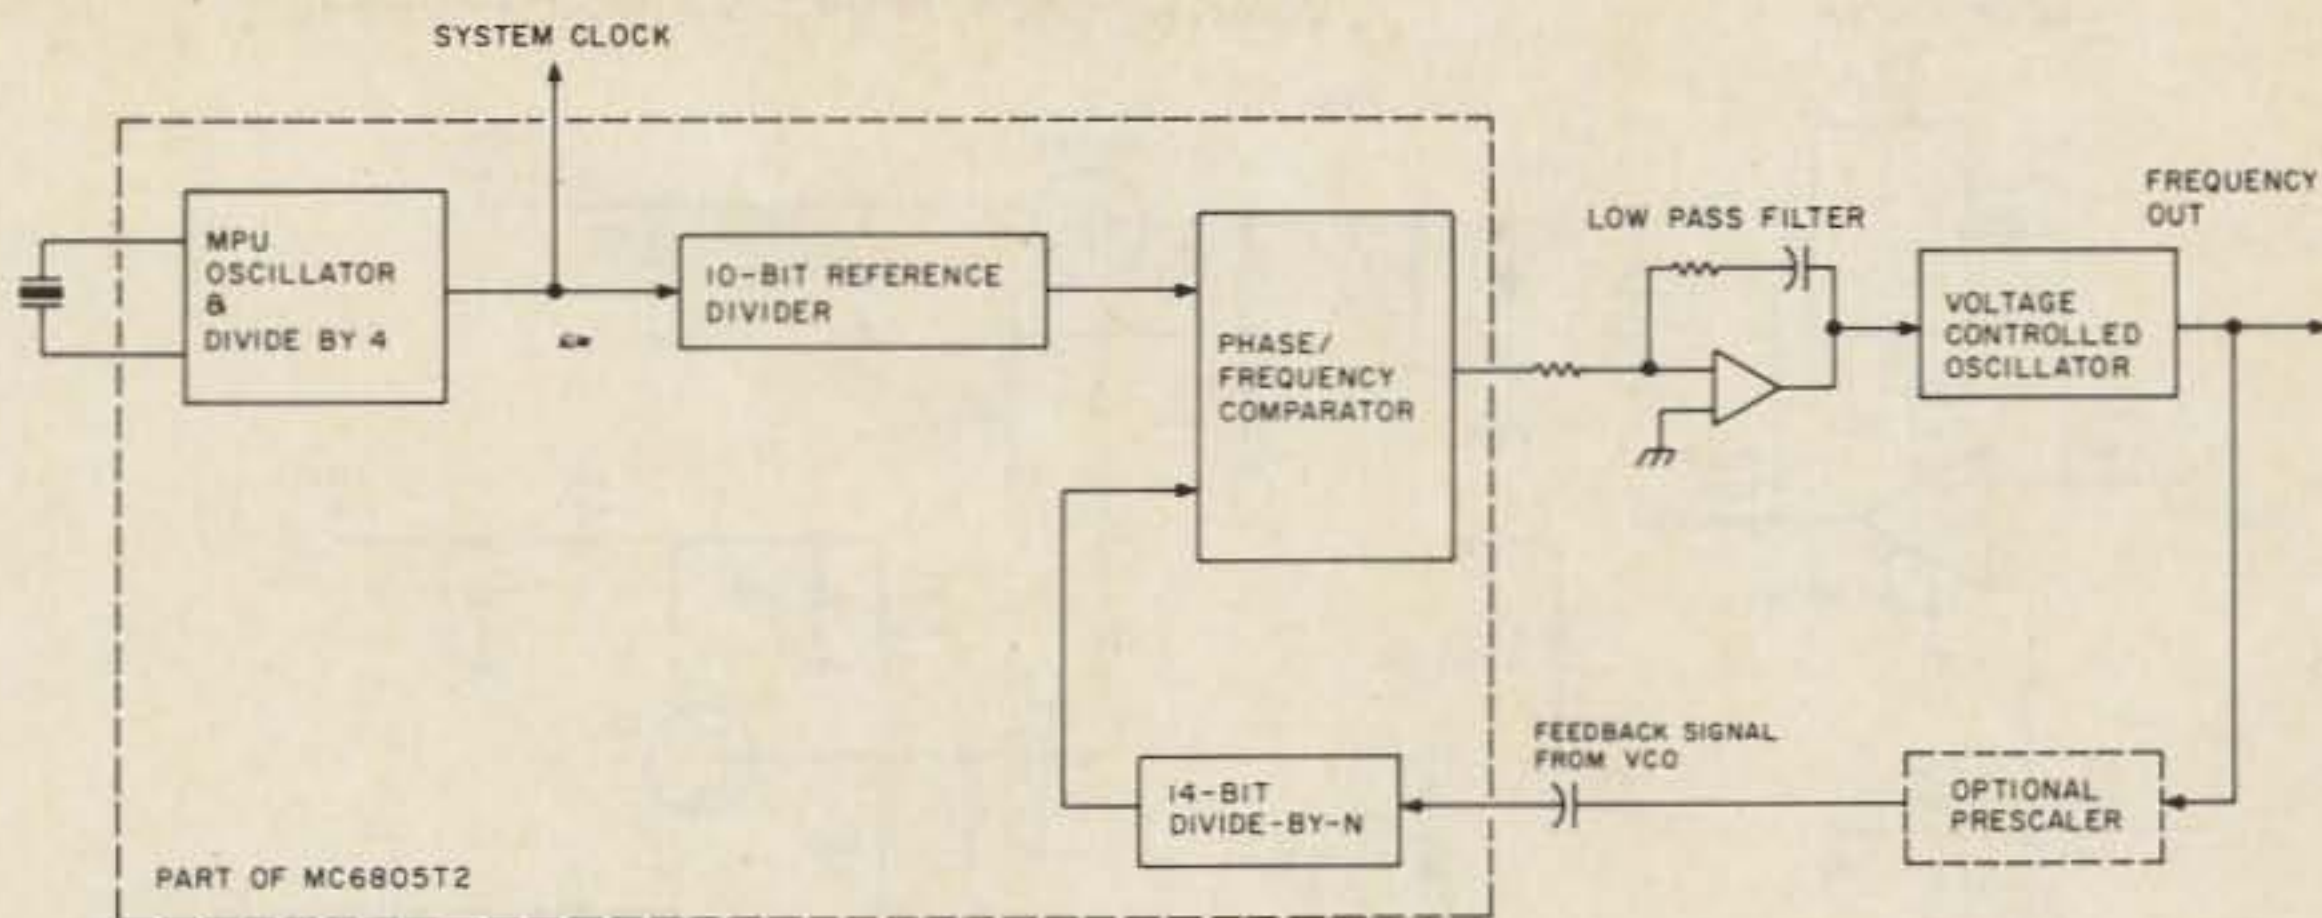 SYSTEM CLOCK
MPU
OSCILLATOR
&
DIVIDE BY 4
10-BIT REFERENCE
DIVIDER
PHASE/
FREQUENCY
COMPARATOR
LOW PASS FILTER
VOLTAGE
CONTROLLED
OSCILLATOR
FREQUENCY
OUT
FEEDBACK SIGNAL
FROM VCO
14-BIT
DIVIDE-BY-N
OPTIONAL
PRESCALER
PART OF MC6805T2